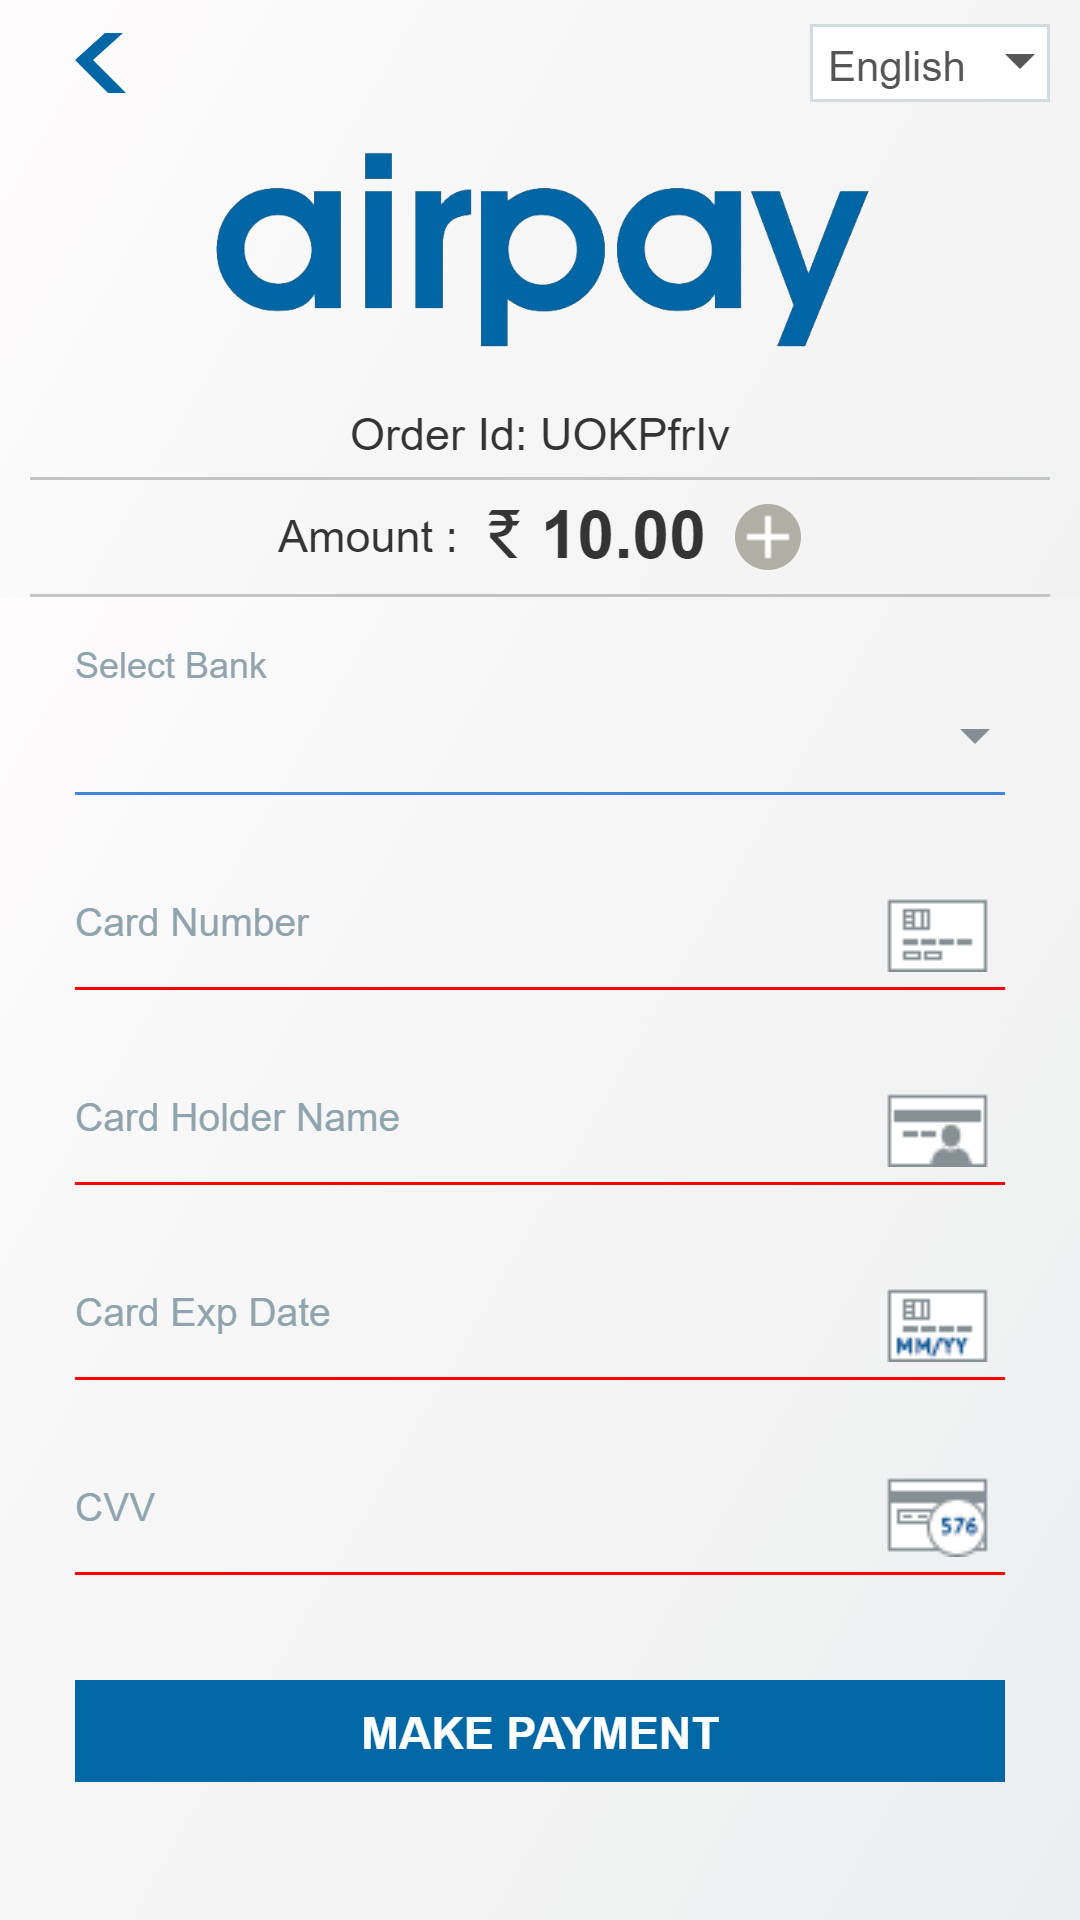 English
airpay
Order Id: UOKPfrIv
Amount : ₹ 10.00
Select Bank
Card Number
Card Holder Name
Card Exp Date
MM/YY
CVV
576
MAKE PAYMENT